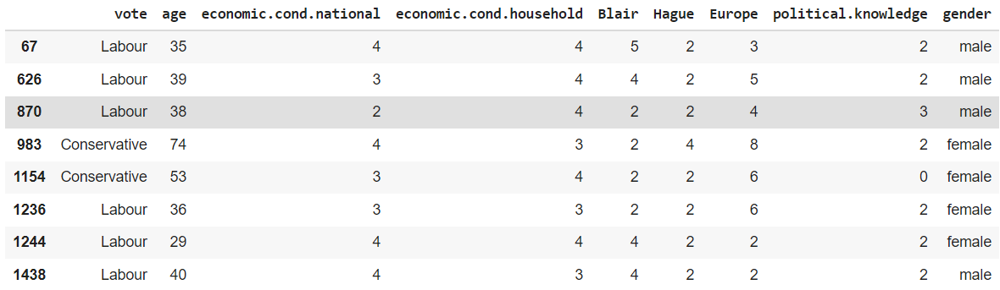 vote age economic.cond.national economic.cond.household Blair Hague Europe political.knowledge gender
67 Labour 35 4 4 5 2 3 2 male
626 Labour 39 3 4 4 2 5 2 male
870 Labour 38 2 4 2 2 4 3 male
983 Conservative 74 4 3 2 4 8 2 female
1154 Conservative 53 3 4 2 2 6 0 female
1236 Labour 36 3 3 2 2 6 2 female
1244 Labour 29 4 4 4 2 2 2 female
1438 Labour 40 4 3 4 2 2 2 male